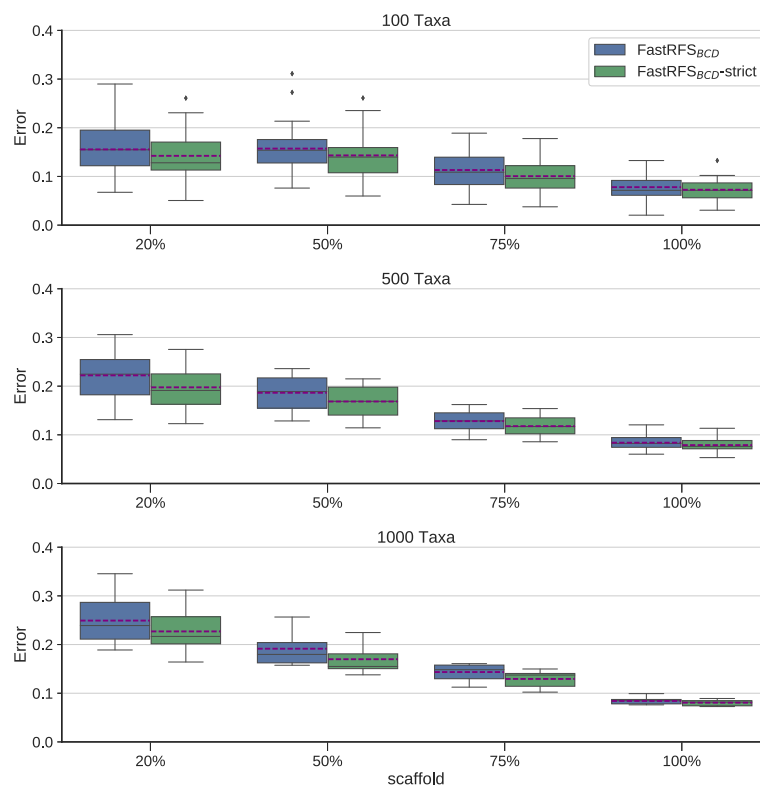 100 Taxa
FastRFS_BCD
FastRFS_BCD-strict
Error
0.4
0.3
0.2
0.1
0.0
20% 50% 75% 100%
500 Taxa
Error
0.4
0.3
0.2
0.1
0.0
20% 50% 75% 100%
1000 Taxa
Error
0.4
0.3
0.2
0.1
0.0
20% 50% 75% 100%
scaffold